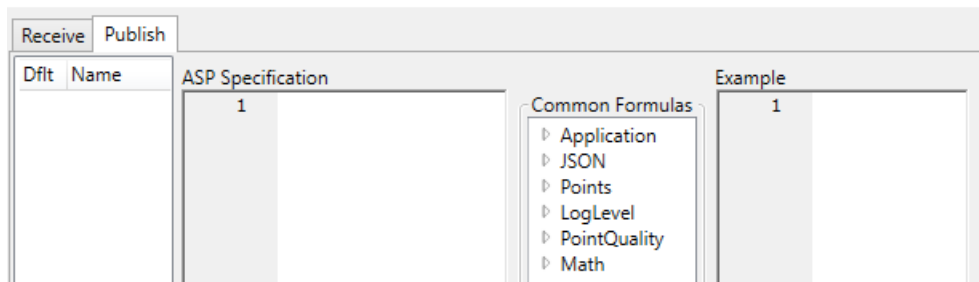 Receive Publish
Dflt Name
ASP Specification
1
Common Formulas
Application
JSON
Points
LogLevel
PointQuality
Math
Example
1